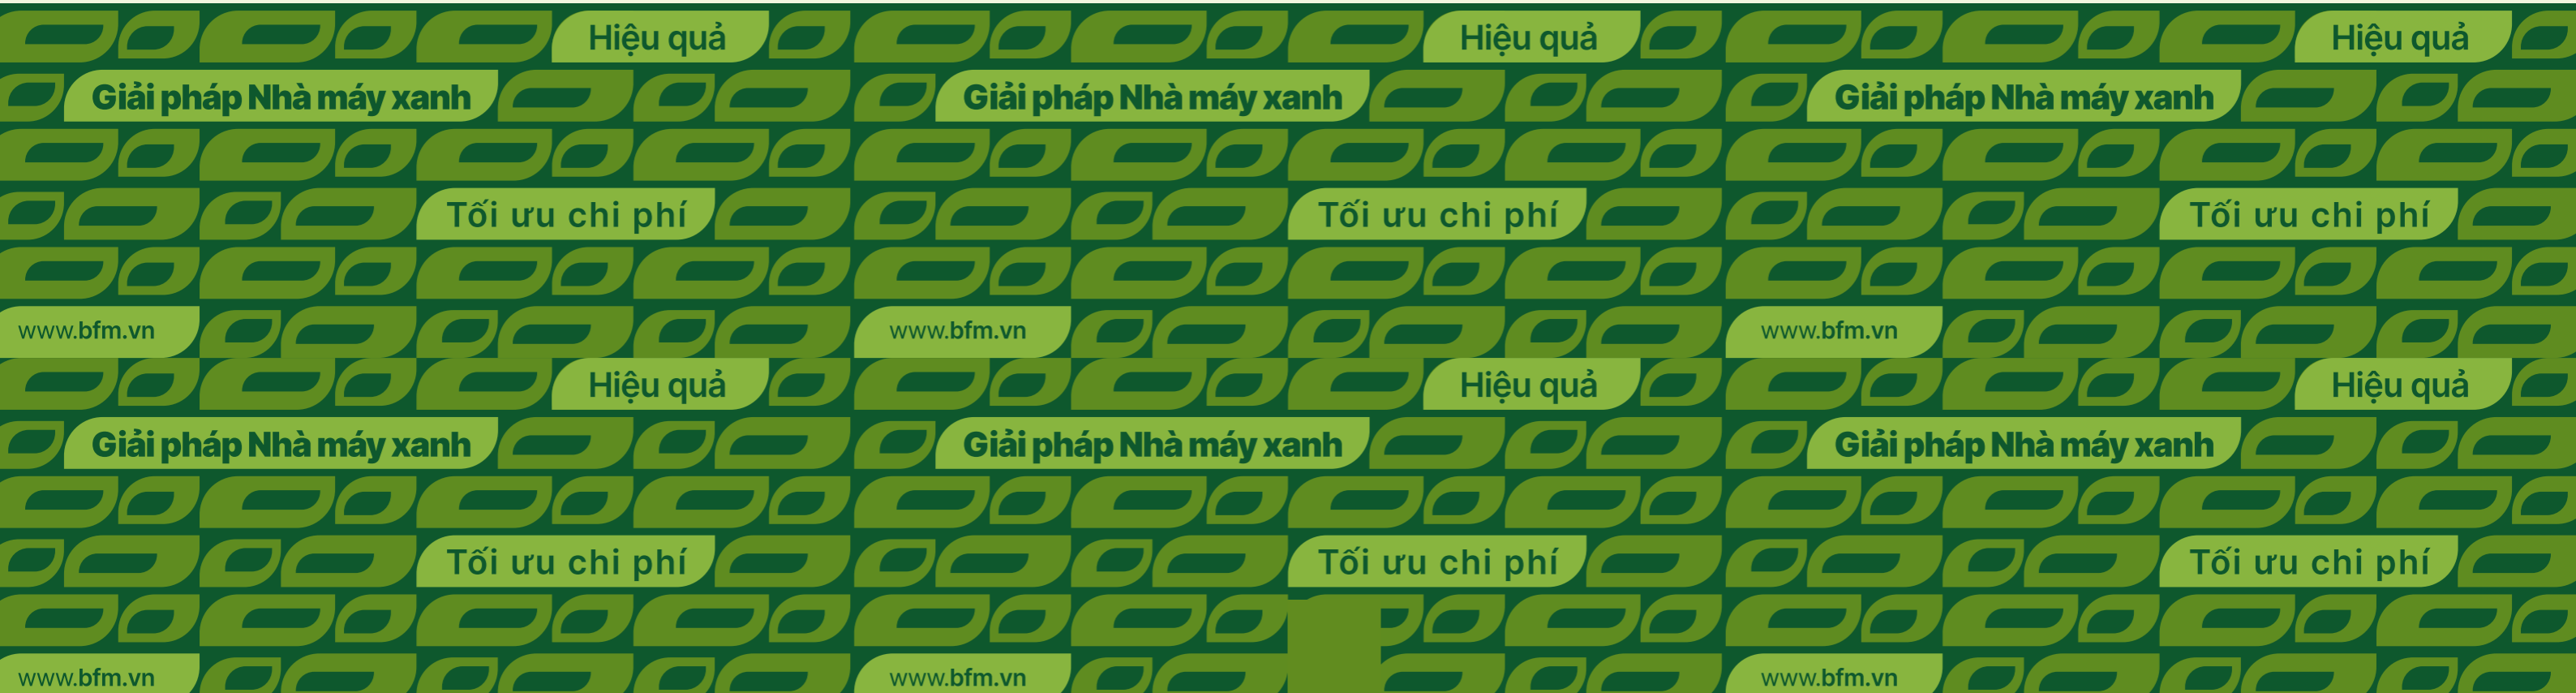 Hiệu quả Hiệu quả Hiệu quả
Giải pháp Nhà máy xanh Giải pháp Nhà máy xanh Giải pháp Nhà máy xanh
Tối ưu chi phí Tối ưu chi phí Tối ưu chi phí
www.bfm.vn www.bfm.vn www.bfm.vn
Hiệu quả Hiệu quả Hiệu quả
Giải pháp Nhà máy xanh Giải pháp Nhà máy xanh Giải pháp Nhà máy xanh
Tối ưu chi phí Tối ưu chi phí Tối ưu chi phí
www.bfm.vn www.bfm.vn www.bfm.vn